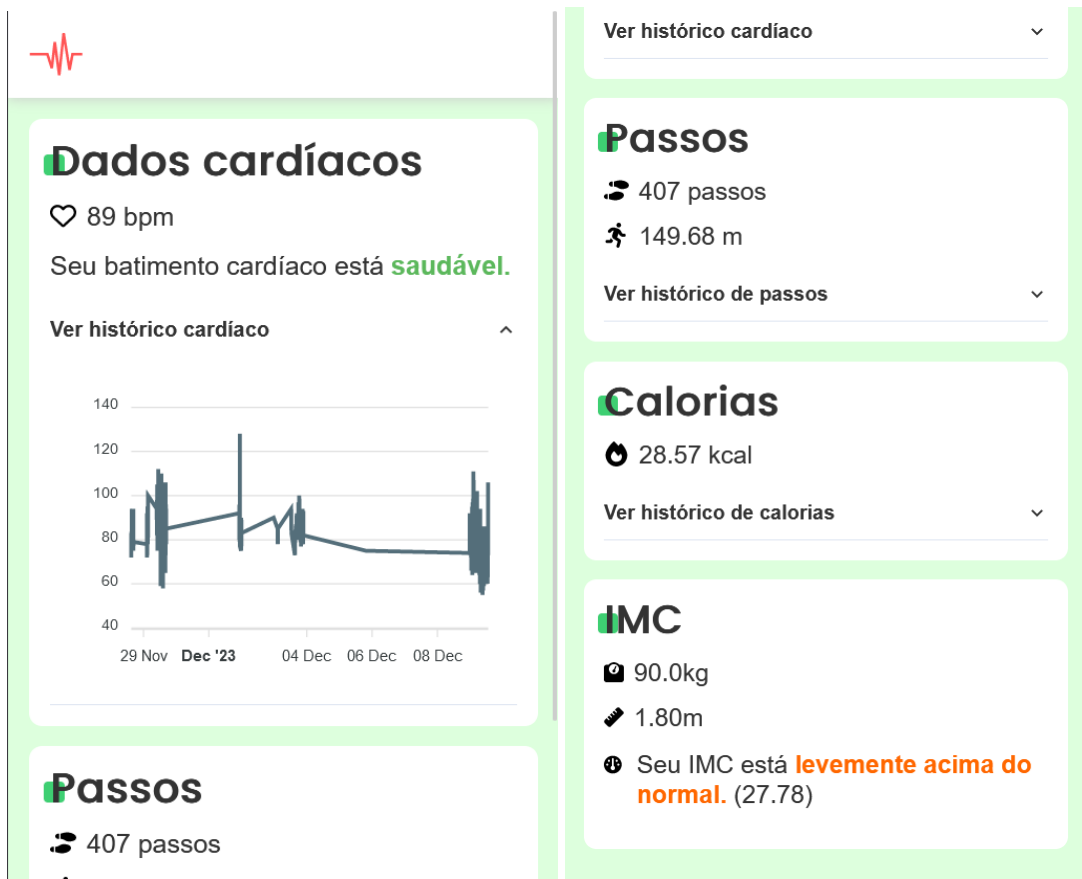 Dados cardíacos
89 bpm
Seu batimento cardíaco está saudável.
Ver histórico cardíaco
140
120
100
80
60
40
29 Nov Dec '23 04 Dec 06 Dec 08 Dec
Passos
407 passos
Ver histórico cardíaco
Passos
407 passos
149.68 m
Ver histórico de passos
Calorias
28.57 kcal
Ver histórico de calorias
IMC
90.0kg
1.80m
Seu IMC está levemente acima do
normal. (27.78)